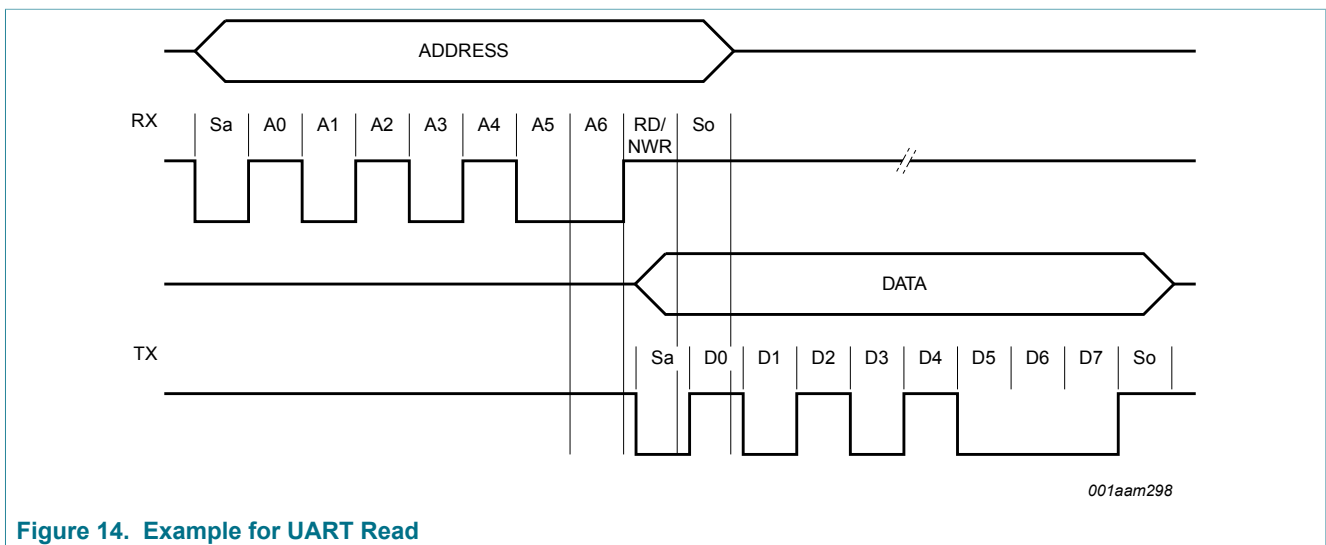 ADDRESS
RX Sa A0 A1 A2 A3 A4 A5 A6 RD/ So
NWR
DATA
TX Sa D0 D1 D2 D3 D4 D5 D6 D7 So
001aam298
Figure 14. Example for UART Read